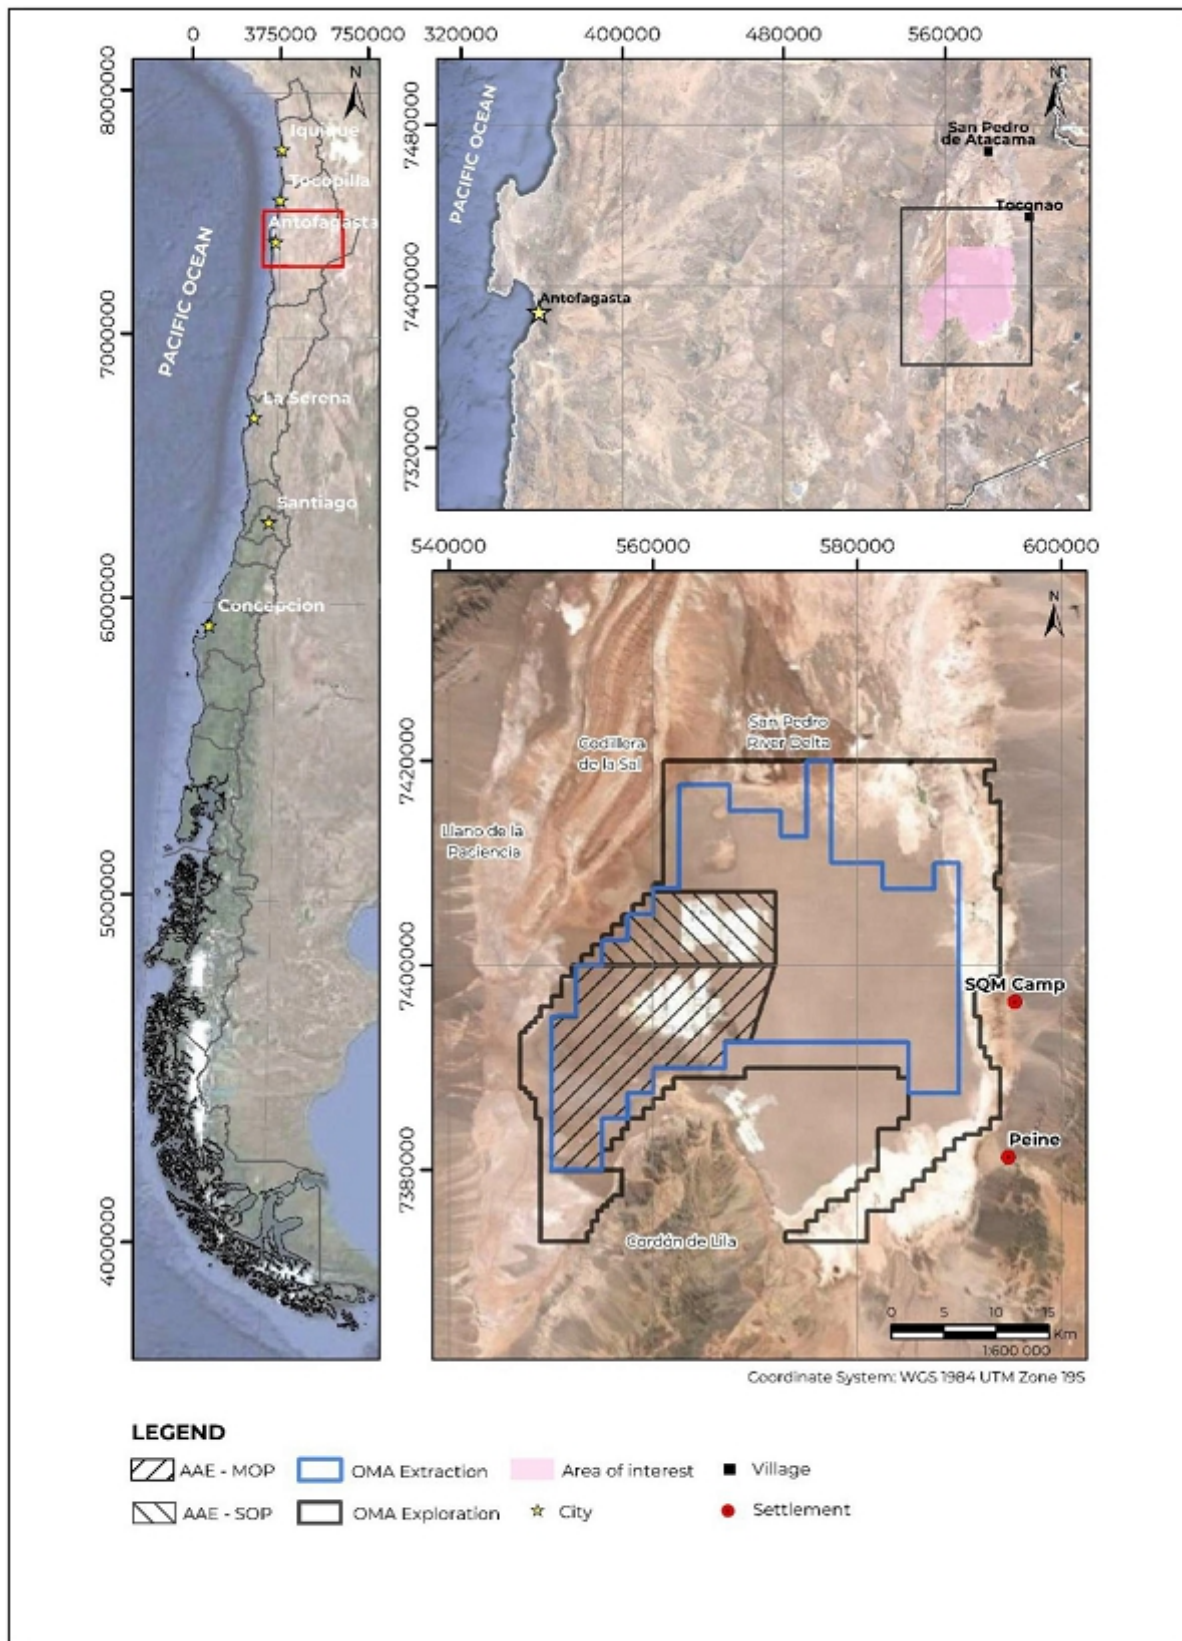 0 375000 750000
8000000
7000000
6000000
5000000
4000000
N
Iquique
Tocopilla
Antofagasta
PACIFIC OCEAN
La Serena
Santiago
Concepcion
320000 400000 480000 560000
7480000
7400000
7320000
N
PACIFIC OCEAN
San Pedro
de Atacama
Toconao
Antofagasta
540000 560000 580000 600000
7420000
7400000
7380000
N
San Pedro
River Delta
Codillera
de la Sal
Llano de la
Paciencia
SQM Camp
Peine
Cordón de Lila
0 5 10 15
Km
1:600 000
Coordinate System: WGS 1984 UTM Zone 19S
LEGEND
AAE - MOP OMA Extraction Area of interest Village
AAE - SOP OMA Exploration City Settlement